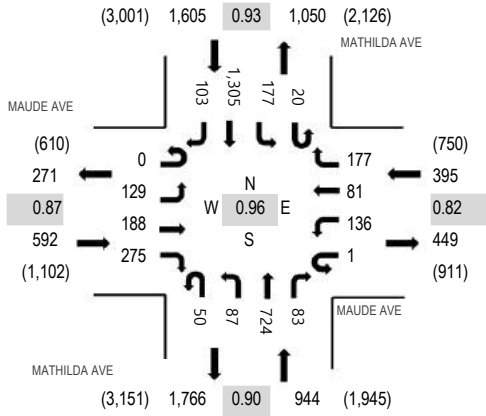 (3,001) 1,605 0.93 1,050 (2,126)
MATHILDA AVE
103 1,305 177 20
MAUDE AVE
(610) (750)
0 177
271 395
129 N 81
0.87 W 0.96 E 0.82
188 S 136
592 449
275 1
(1,102) (911)
50 87 724 83
MAUDE AVE
MATHILDA AVE
(3,151) 1,766 0.90 944 (1,945)